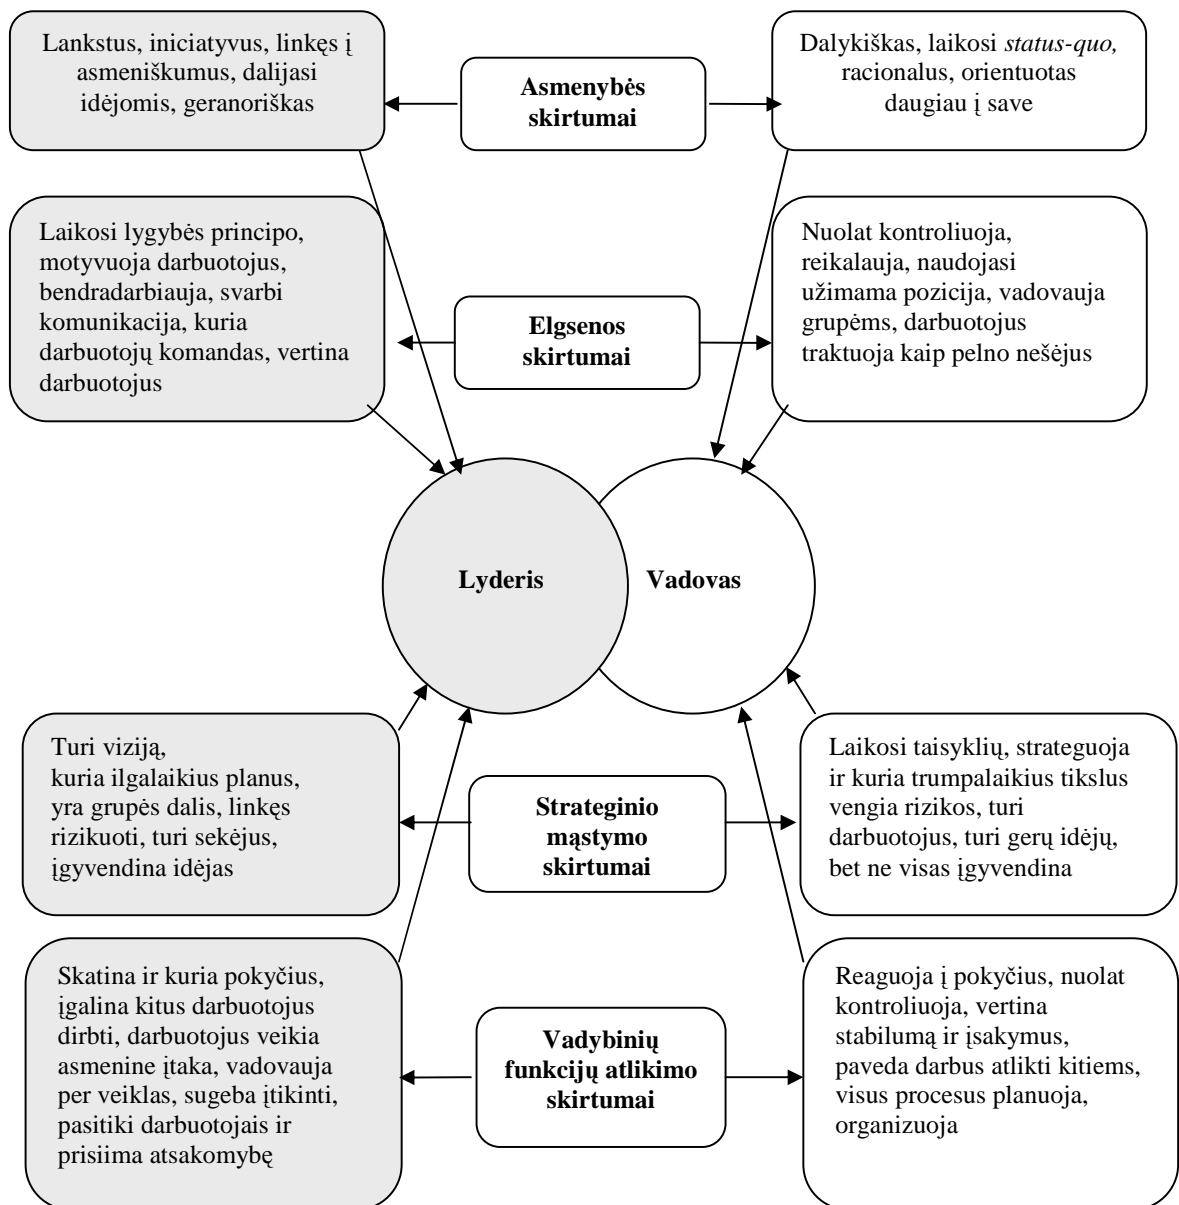 Lankstus, iniciatyvus, linkęs į
asmeniškumus, dalijasi
idėjomis, geranoriškas
Asmenybės
skirtumai
Dalykiškas, laikosi status-quo,
racionalus, orientuotas
daugiau į save
Laikosi lygybės principo,
motyvuoja darbuotojus,
bendradarbiauja, svarbi
komunikacija, kuria
darbuotojų komandas, vertina
darbuotojus
Elgsenos
skirtumai
Nuolat kontroliuoja,
reikalauja, naudojasi
užimama pozicija, vadovauja
grupėms, darbuotojus
traktuoja kaip pelno nešėjus
Lyderis
Vadovas
Turi viziją,
kuria ilgalaikius planus,
yra grupės dalis, linkęs
rizikuoti, turi sekėjus,
įgyvendina idėjas
Strateginio
mąstymo
skirtumai
Laikosi taisyklių, strateguoja
ir kuria trumpalaikius tikslus
vengia rizikos, turi
darbuotojus, turi gerų idėjų,
bet ne visas įgyvendina
Skatina ir kuria pokyčius,
įgalina kitus darbuotojus
dirbti, darbuotojus veikia
asmenine įtaka, vadovauja
per veiklas, sugeba įtikinti,
pasitiki darbuotojais ir
prisiima atsakomybę
Vadybinių
funkcijų atlikimo
skirtumai
Reaguoja į pokyčius, nuolat
kontroliuoja, vertina
stabilumą ir įsakymus,
paveda darbus atlikti kitiems,
visus procesus planuoja,
organizuoja